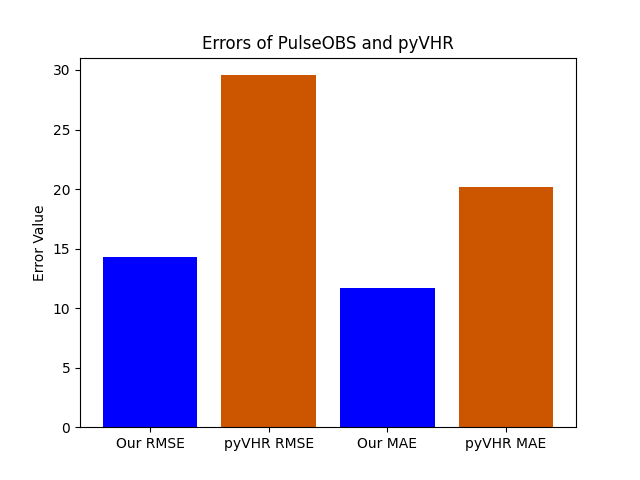 Errors of PulseOBS and pyVHR
30
25
20
15
10
5
0
Error Value
Our RMSE
pyVHR RMSE
Our MAE
pyVHR MAE